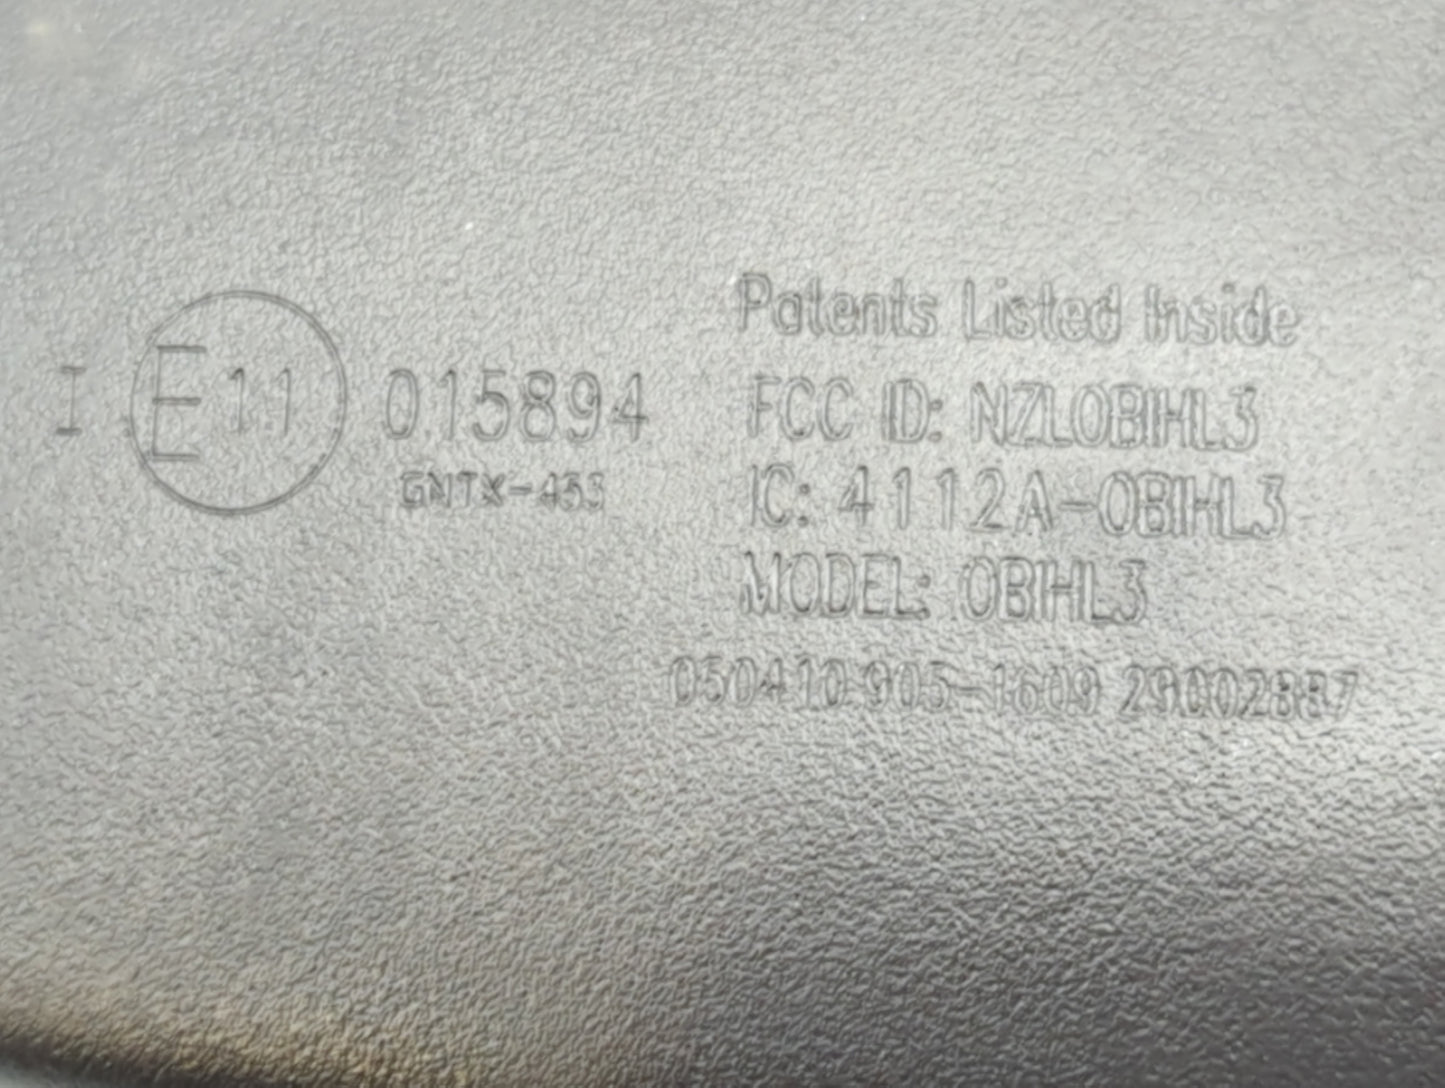 I E11 015894
GNTX-453
Patents Listed Inside
FCC ID: NZLOBIHL3
IC: 4112A-OBIHL3
MODEL: OBIHL3
050410 905-1609 29002887